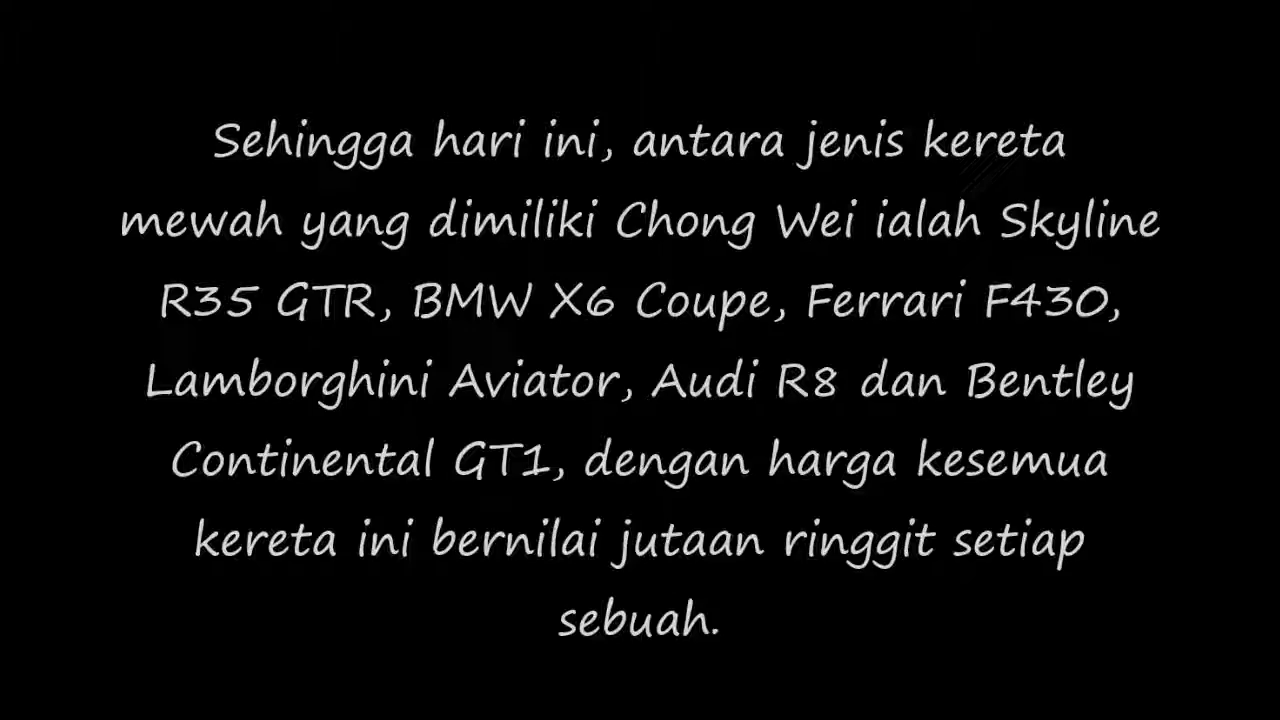 Sehingga hari ini, antara jenis kereta
mewah yang dimiliki Chong Wei ialah Skyline
R35 GTR, BMW X6 Coupe, Ferrari F430,
Lamborghini Aviator, Audi R8 dan Bentley
Continental GT1, dengan harga kesemua
kereta ini bernilai jutaan ringgit setiap
sebuah.